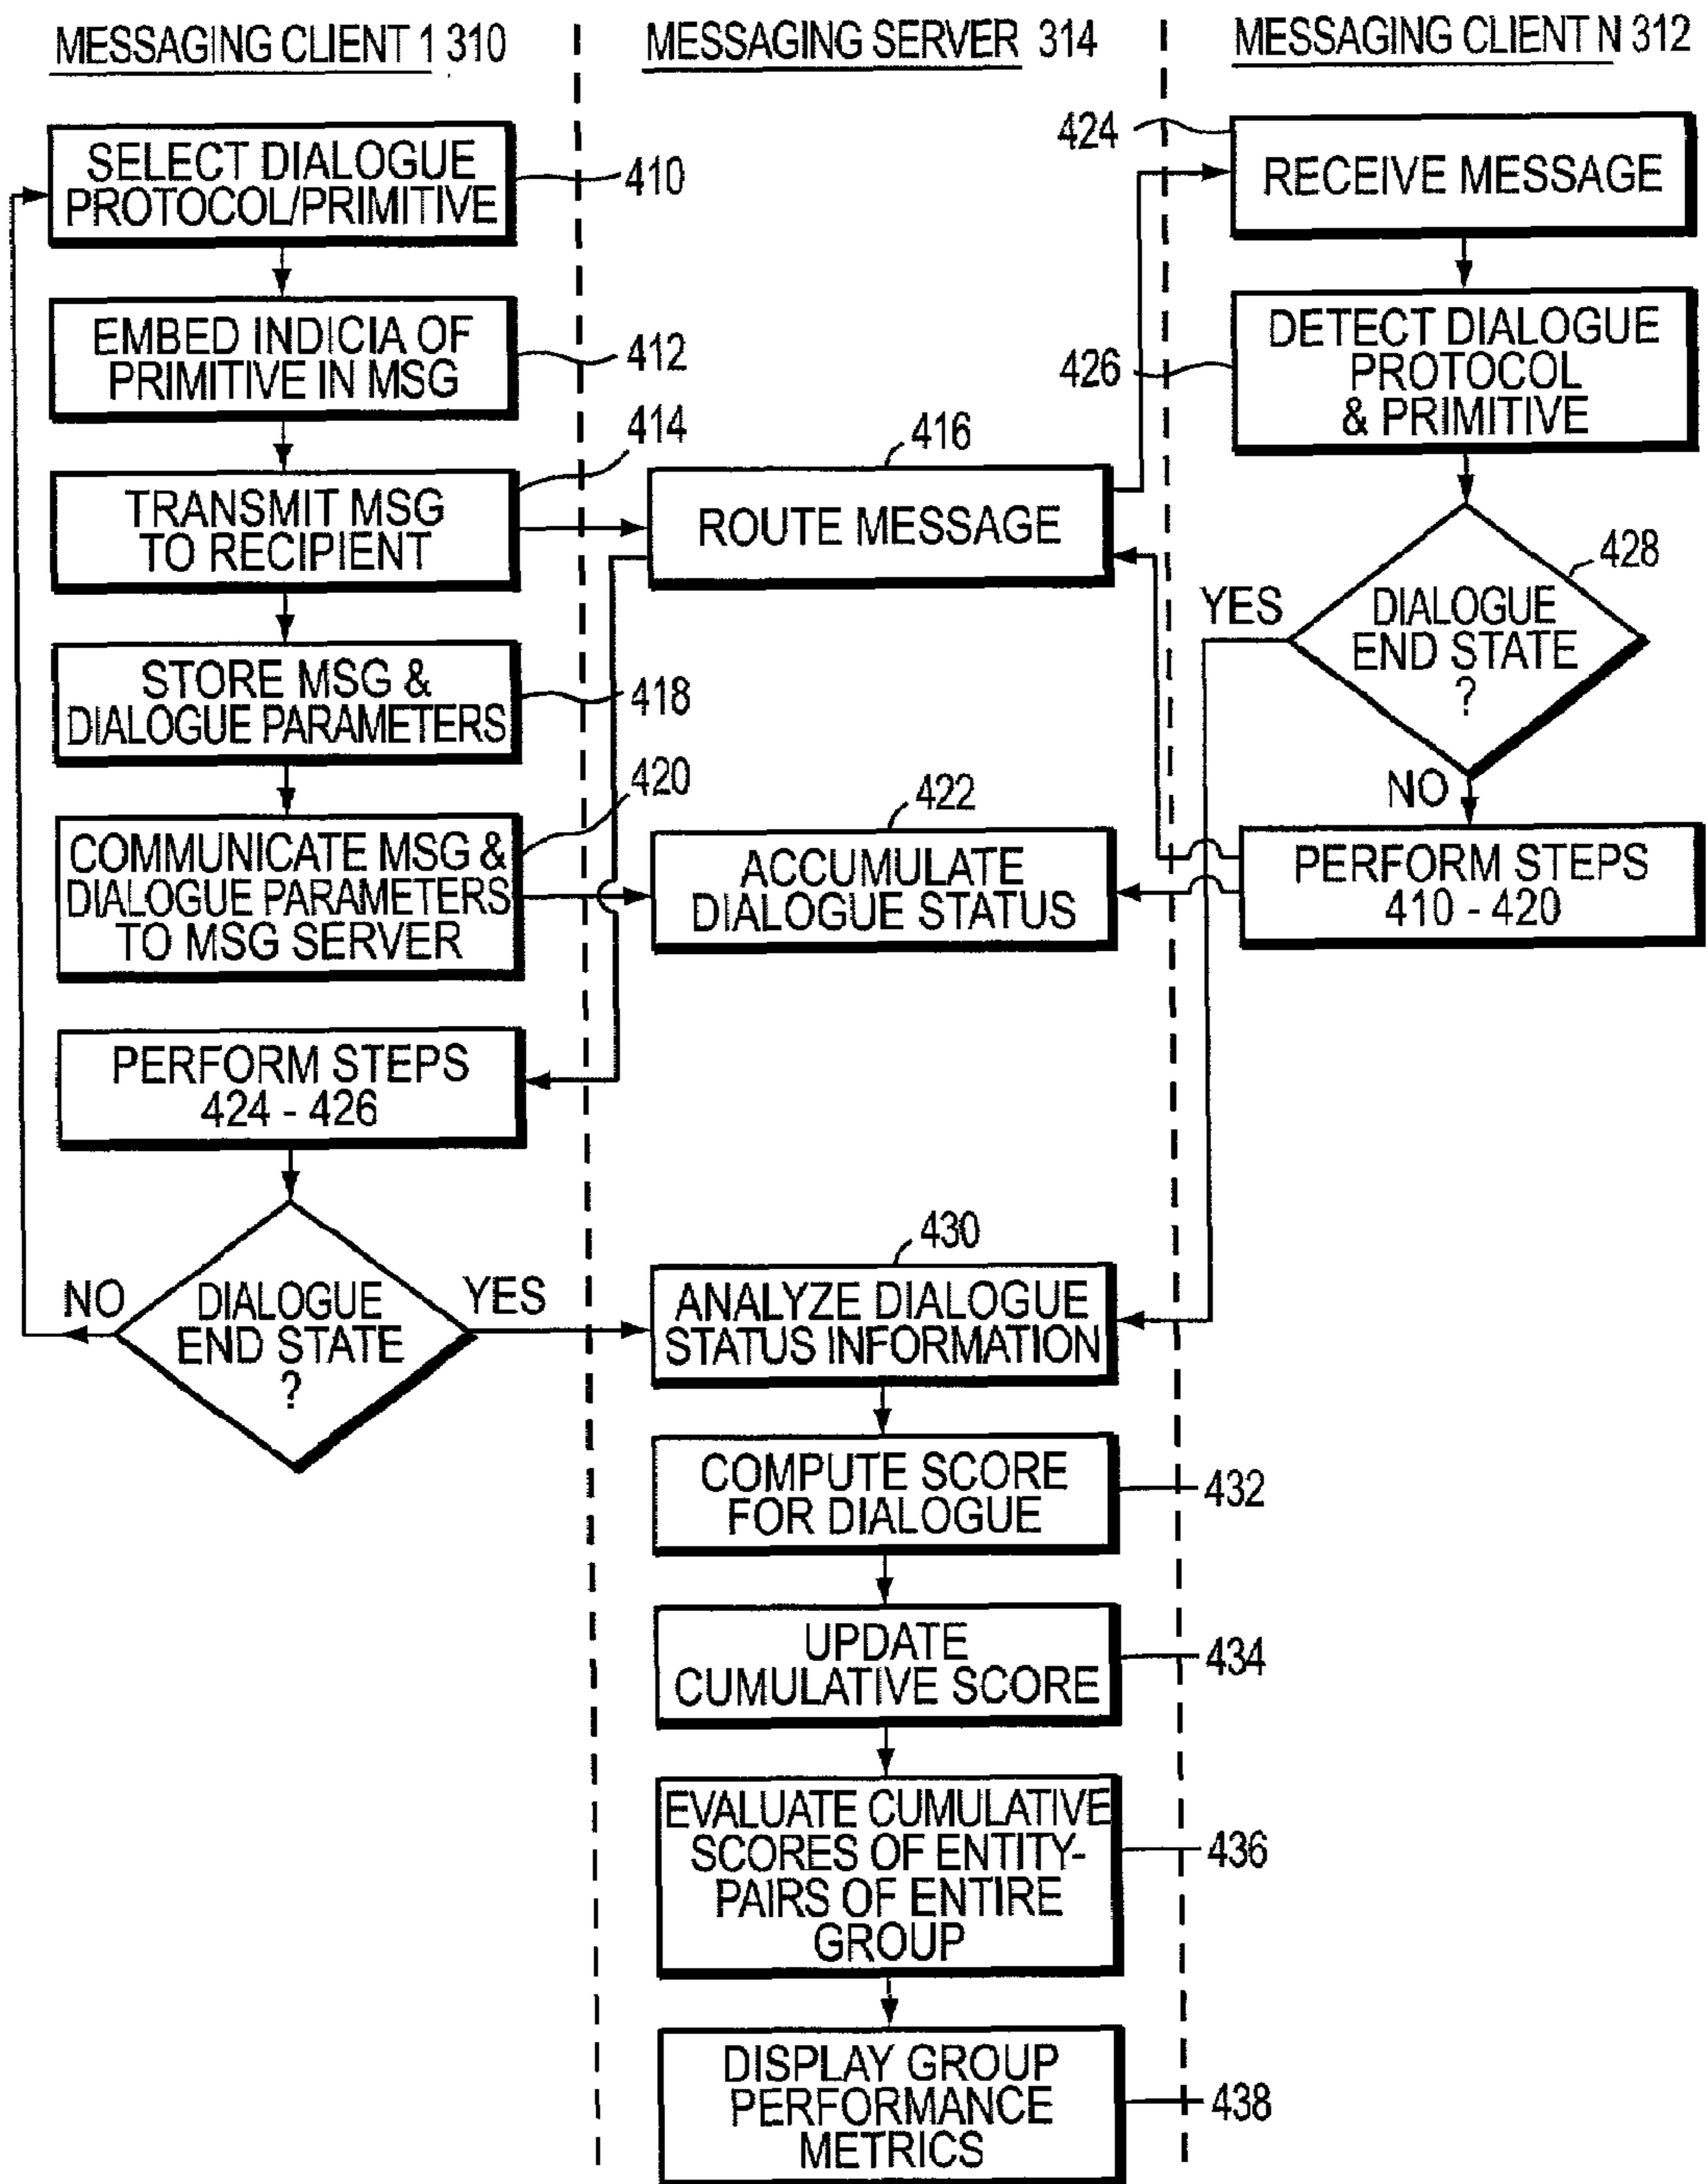 MESSAGING CLIENT 1 310
MESSAGING SERVER 314
MESSAGING CLIENT N 312
SELECT DIALOGUE
PROTOCOL/PRIMITIVE
410
EMBED INDICIA OF
PRIMITIVE IN MSG
412
TRANSMIT MSG
TO RECIPIENT
414
STORE MSG &
DIALOGUE PARAMETERS
418
COMMUNICATE MSG &
DIALOGUE PARAMETERS
TO MSG SERVER
420
PERFORM STEPS
424 - 426
DIALOGUE
END STATE
?
NO
YES
416
ROUTE MESSAGE
422
ACCUMULATE
DIALOGUE STATUS
430
ANALYZE DIALOGUE
STATUS INFORMATION
COMPUTE SCORE
FOR DIALOGUE
432
UPDATE
CUMULATIVE SCORE
434
EVALUATE CUMULATIVE
SCORES OF ENTITY-
PAIRS OF ENTIRE
GROUP
436
DISPLAY GROUP
PERFORMANCE
METRICS
438
424
RECEIVE MESSAGE
DETECT DIALOGUE
PROTOCOL
& PRIMITIVE
426
428
YES
DIALOGUE
END STATE
?
NO
PERFORM STEPS
410 - 420